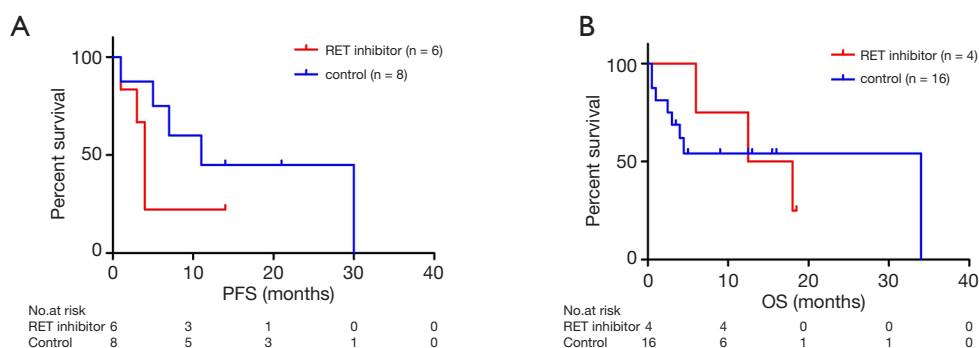 A
Percent survival
100
50
0
RET inhibitor (n = 6)
control (n = 8)
0 10 20 30 40
PFS (months)
No.at risk
RET inhibitor 6 3 1 0 0
Control 8 5 3 1 0
B
Percent survival
100
50
0
RET inhibitor (n = 4)
control (n = 16)
0 10 20 30 40
OS (months)
No.at risk
RET inhibitor 4 4 0 0 0
Control 16 6 1 1 0